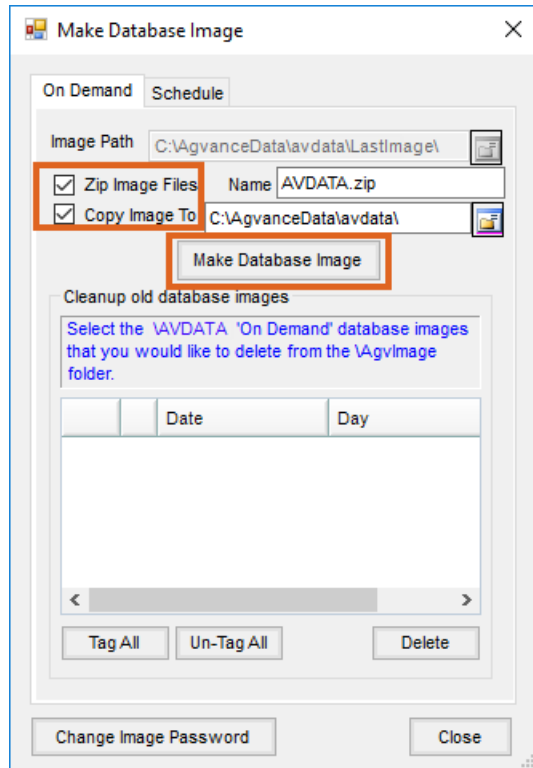 Make Database Image
On Demand Schedule
Image Path C:\AgvanceData\avdata\LastImage\
Zip Image Files Name AVDATA.zip
Copy Image To C:\AgvanceData\avdata\
Make Database Image
Cleanup old database images
Select the \AVDATA 'On Demand' database images
that you would like to delete from the \AgvImage
folder.
Date Day
Tag All Un-Tag All Delete
Change Image Password Close